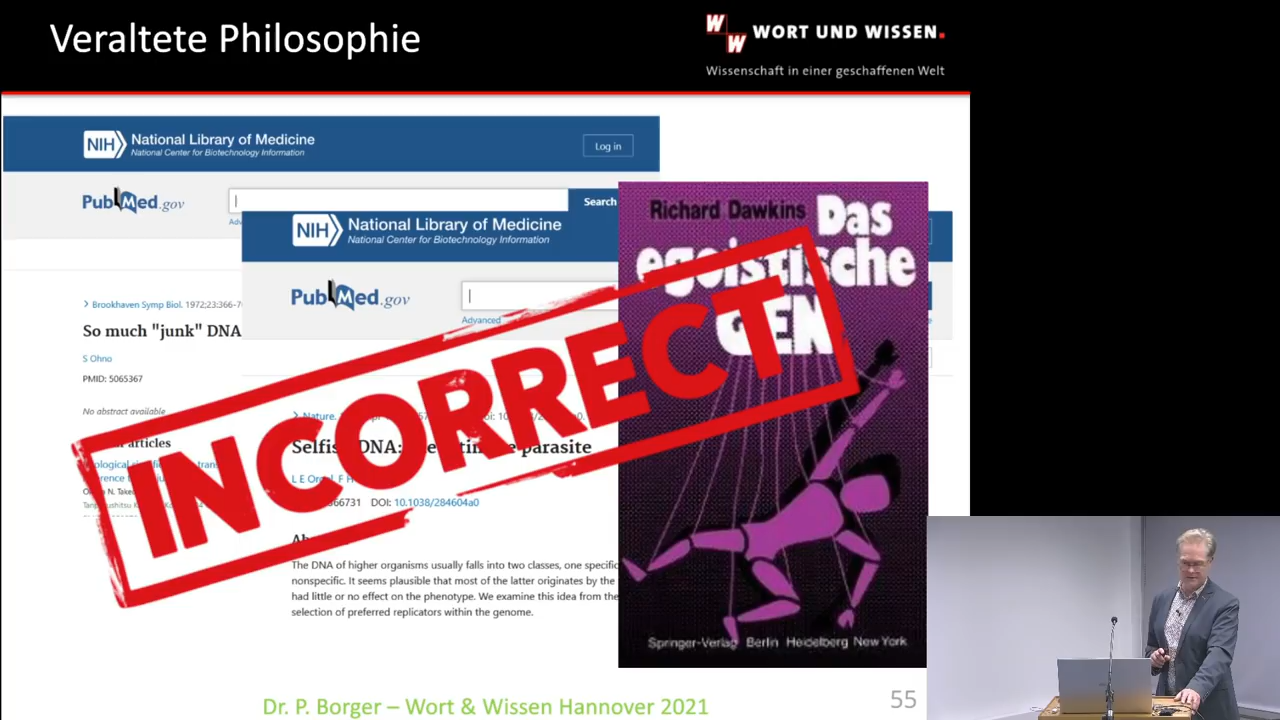 Veraltete Philosophie
W
W
WORT UND WISSEN.
Wissenschaft in einer geschaffenen Welt
NIH
National Library of Medicine
National Center for Biotechnology Information
Log in
PubMed.gov
Search
Brookhaven Symp Biol. 1972;23:366-7
So much "junk" DNA
S Ohno
PMID: 5065367
No abstract available
articles
NIH
National Library of Medicine
National Center for Biotechnology Information
PubMed.gov
Advanced
Nature.
DNA: parasite
L E
DOI: 10.1038/284604a0
The DNA of higher organisms usually falls into two classes, one specific
nonspecific. It seems plausible that most of the latter originates by the
had little or no effect on the phenotype. We examine this idea from the
selection of preferred replicators within the genome.
INCORRECT
Richard Dawkins
Das
egoistische
GEN
Springer-Verlag Berlin Heidelberg New York
Dr. P. Borger – Wort & Wissen Hannover 2021
55